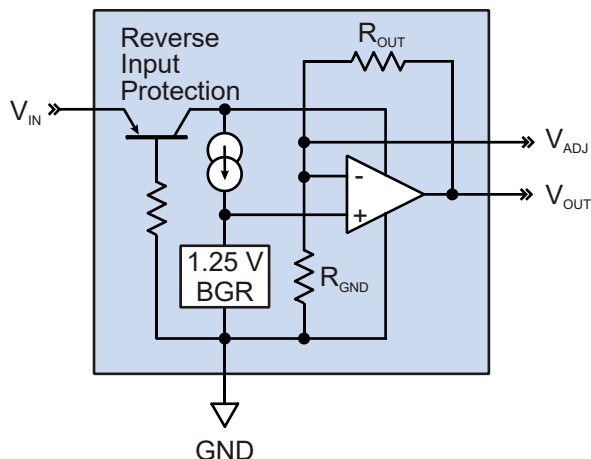 Reverse
Input
Protection
R_OUT
V_IN
V_ADJ
-
V_OUT
+
1.25 V
BGR
R_GND
GND